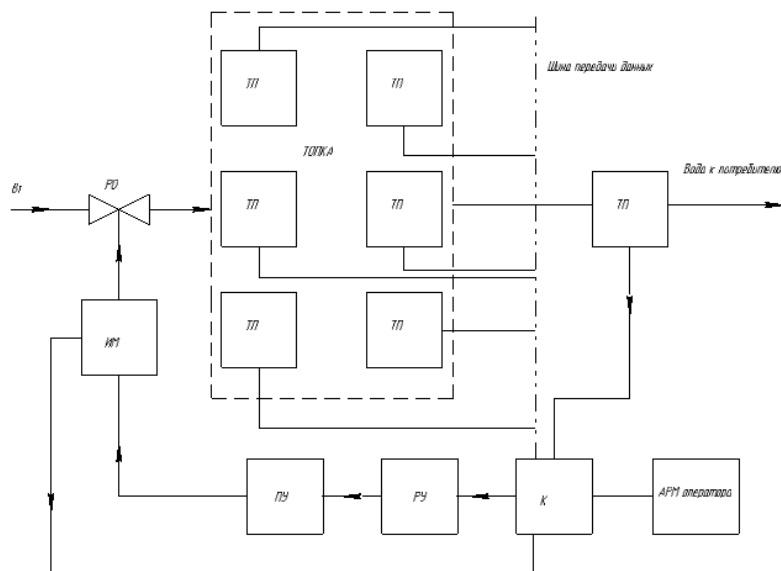 Шина передачи данных
ТП
ТП
ТОПКА
Вода к потребителю
Вт
РО
ТП
ТП
ТП
ТП
ТП
ИМ
ПУ
РУ
К
АРМ оператора